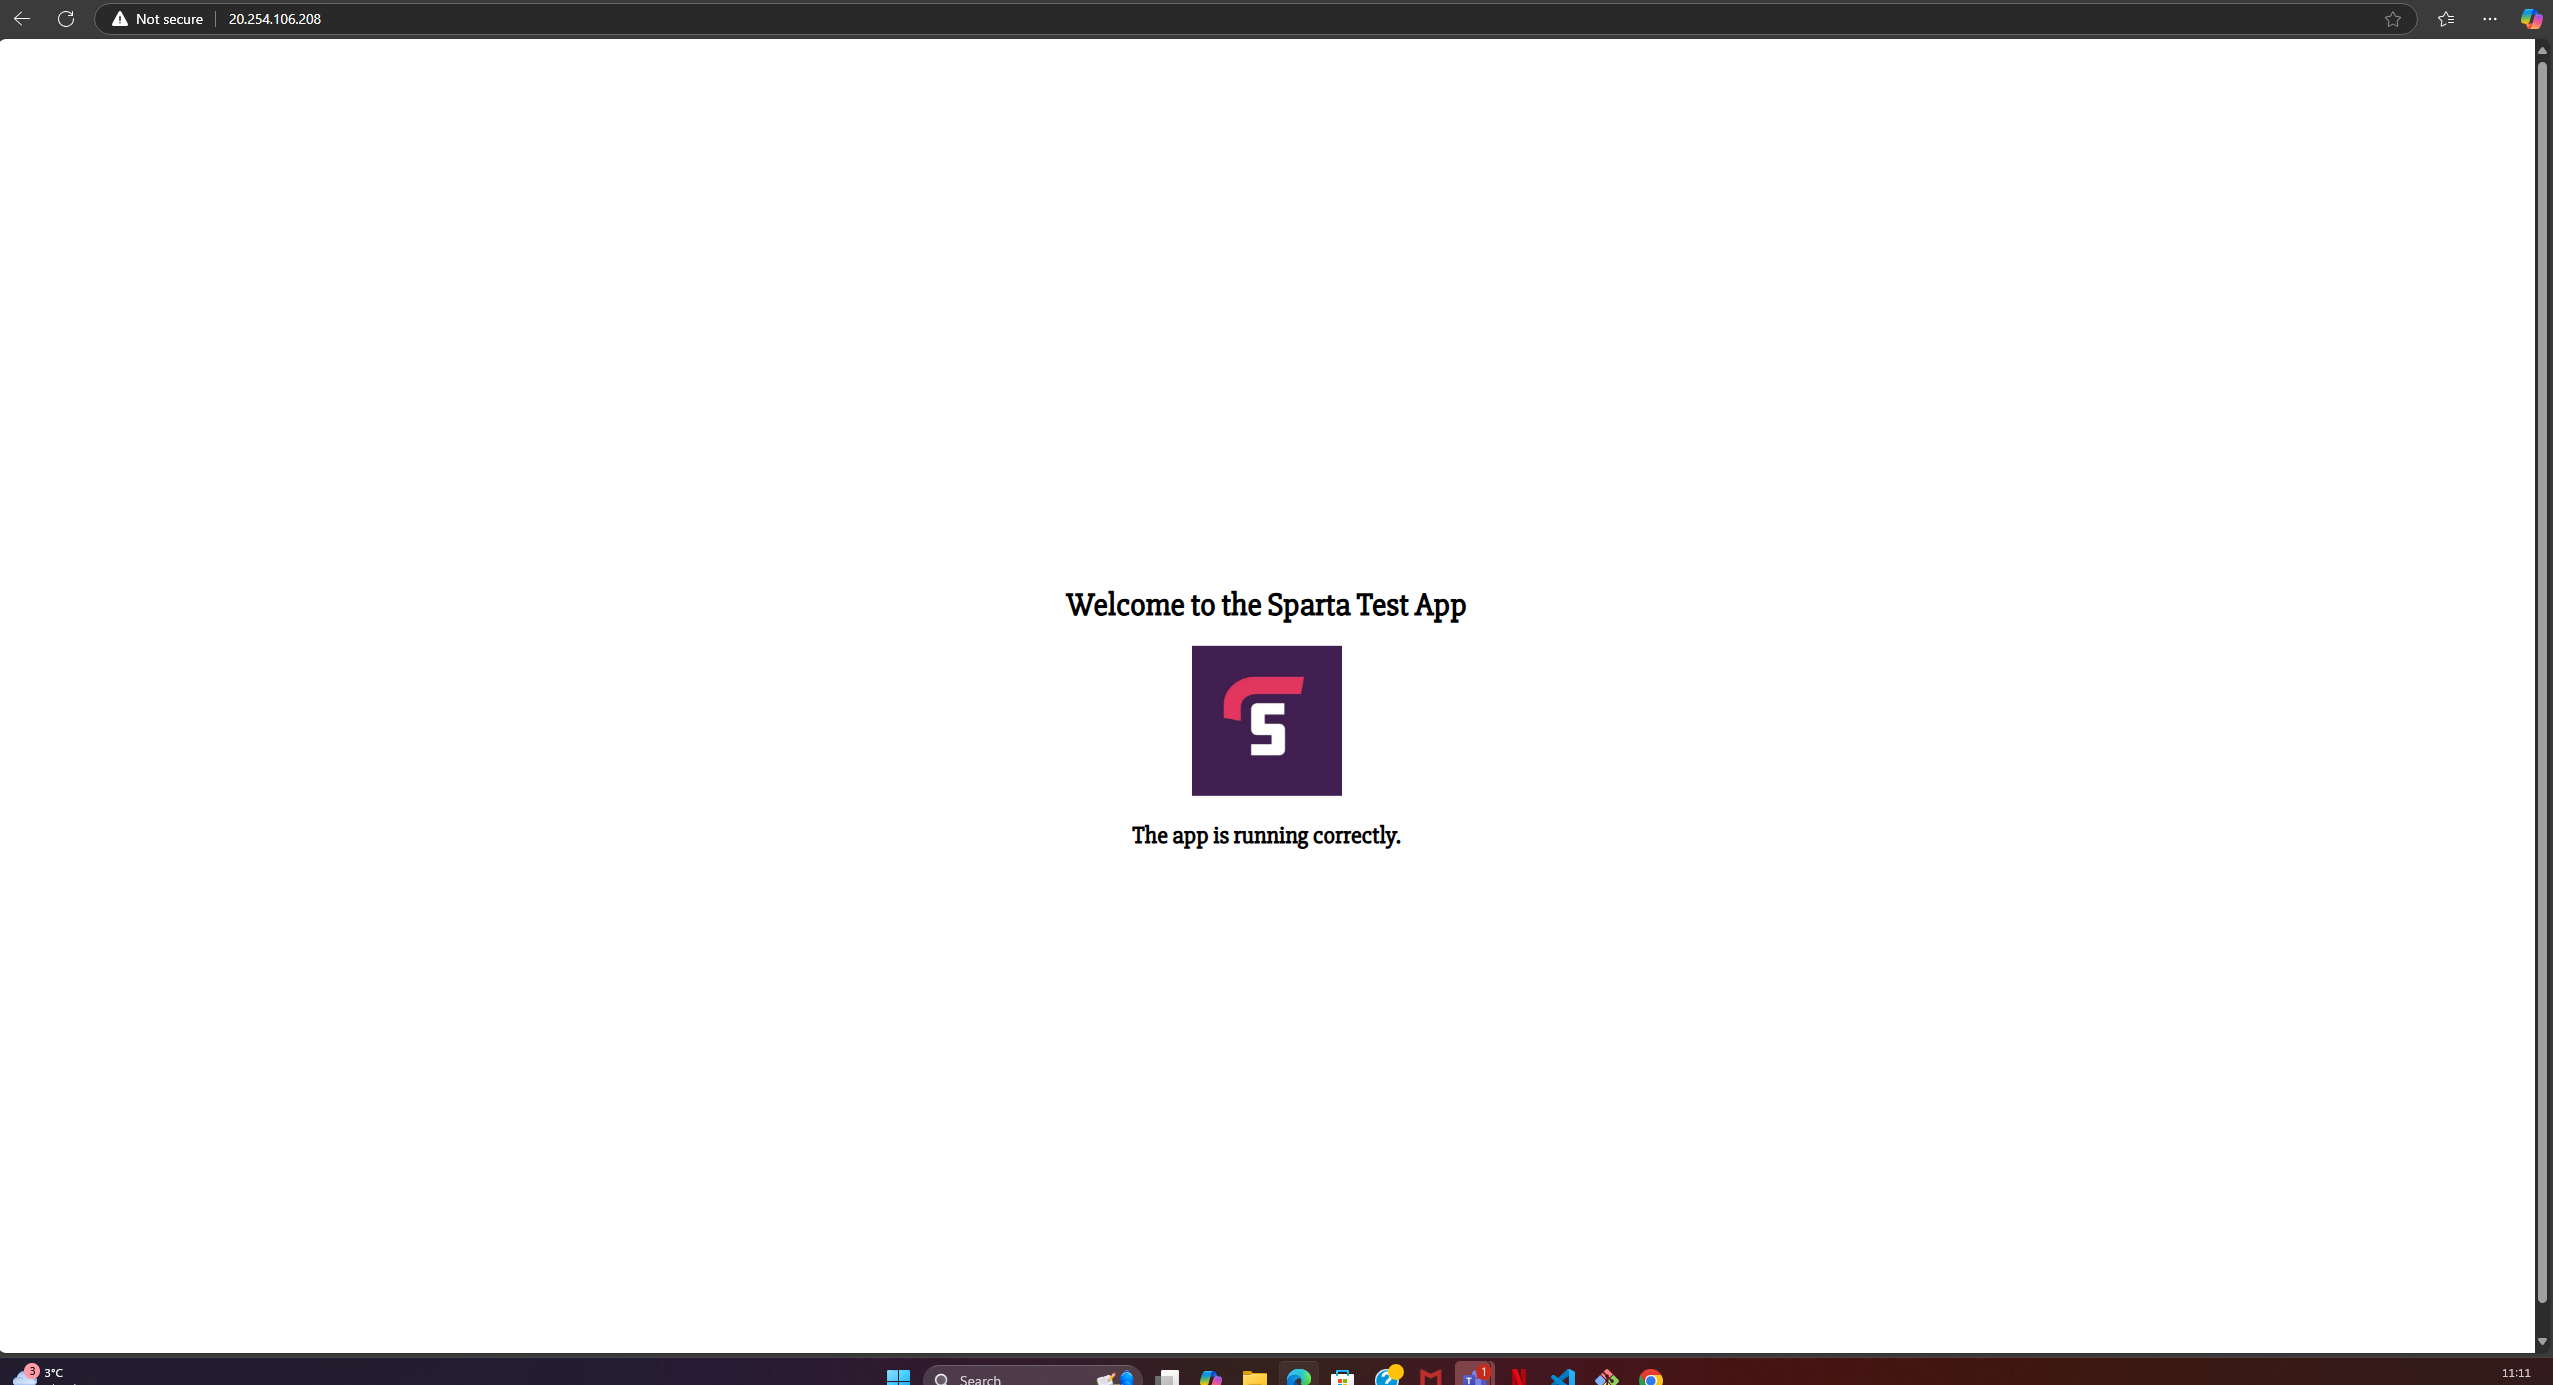 Not secure
20.254.106.208
Welcome to the Sparta Test App
S
The app is running correctly.
3
3°C
Search
T
1
N
11:11